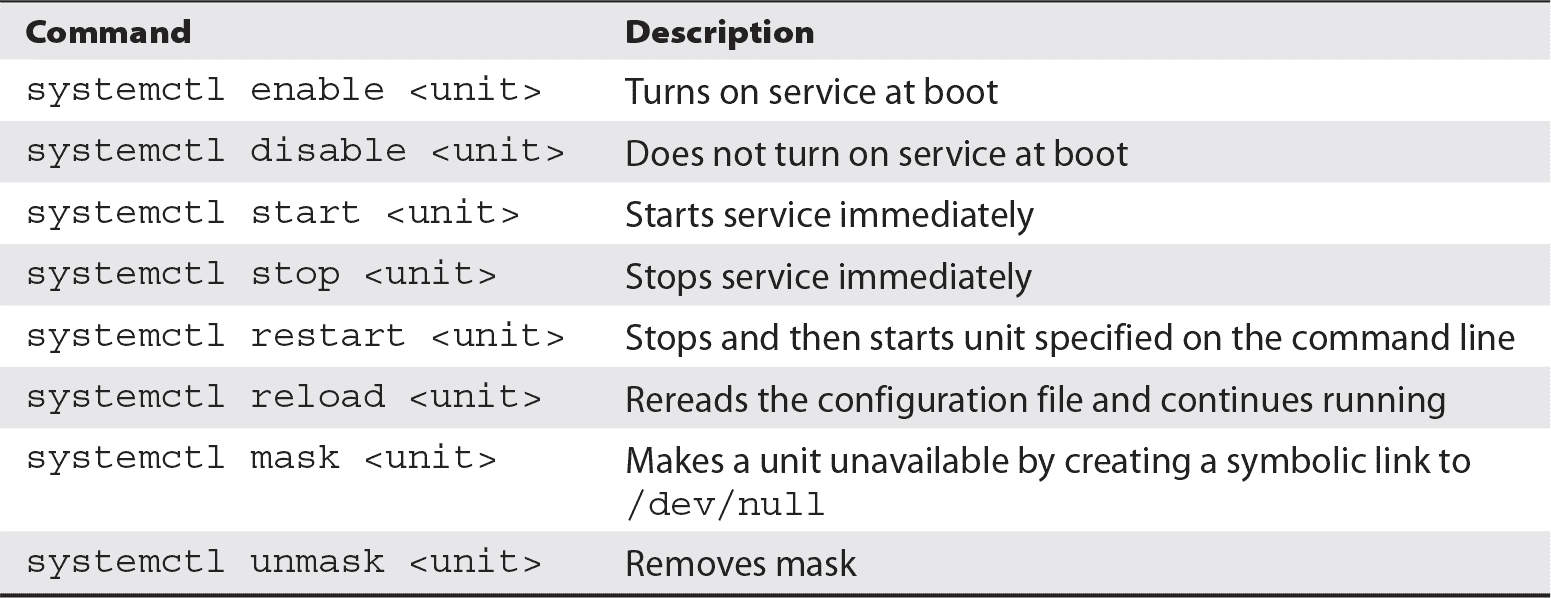 Command Description
systemctl enable <unit> Turns on service at boot
systemctl disable <unit> Does not turn on service at boot
systemctl start <unit> Starts service immediately
systemctl stop <unit> Stops service immediately
systemctl restart <unit> Stops and then starts unit specified on the command line
systemctl reload <unit> Rereads the configuration file and continues running
systemctl mask <unit> Makes a unit unavailable by creating a symbolic link to
/dev/null
systemctl unmask <unit> Removes mask